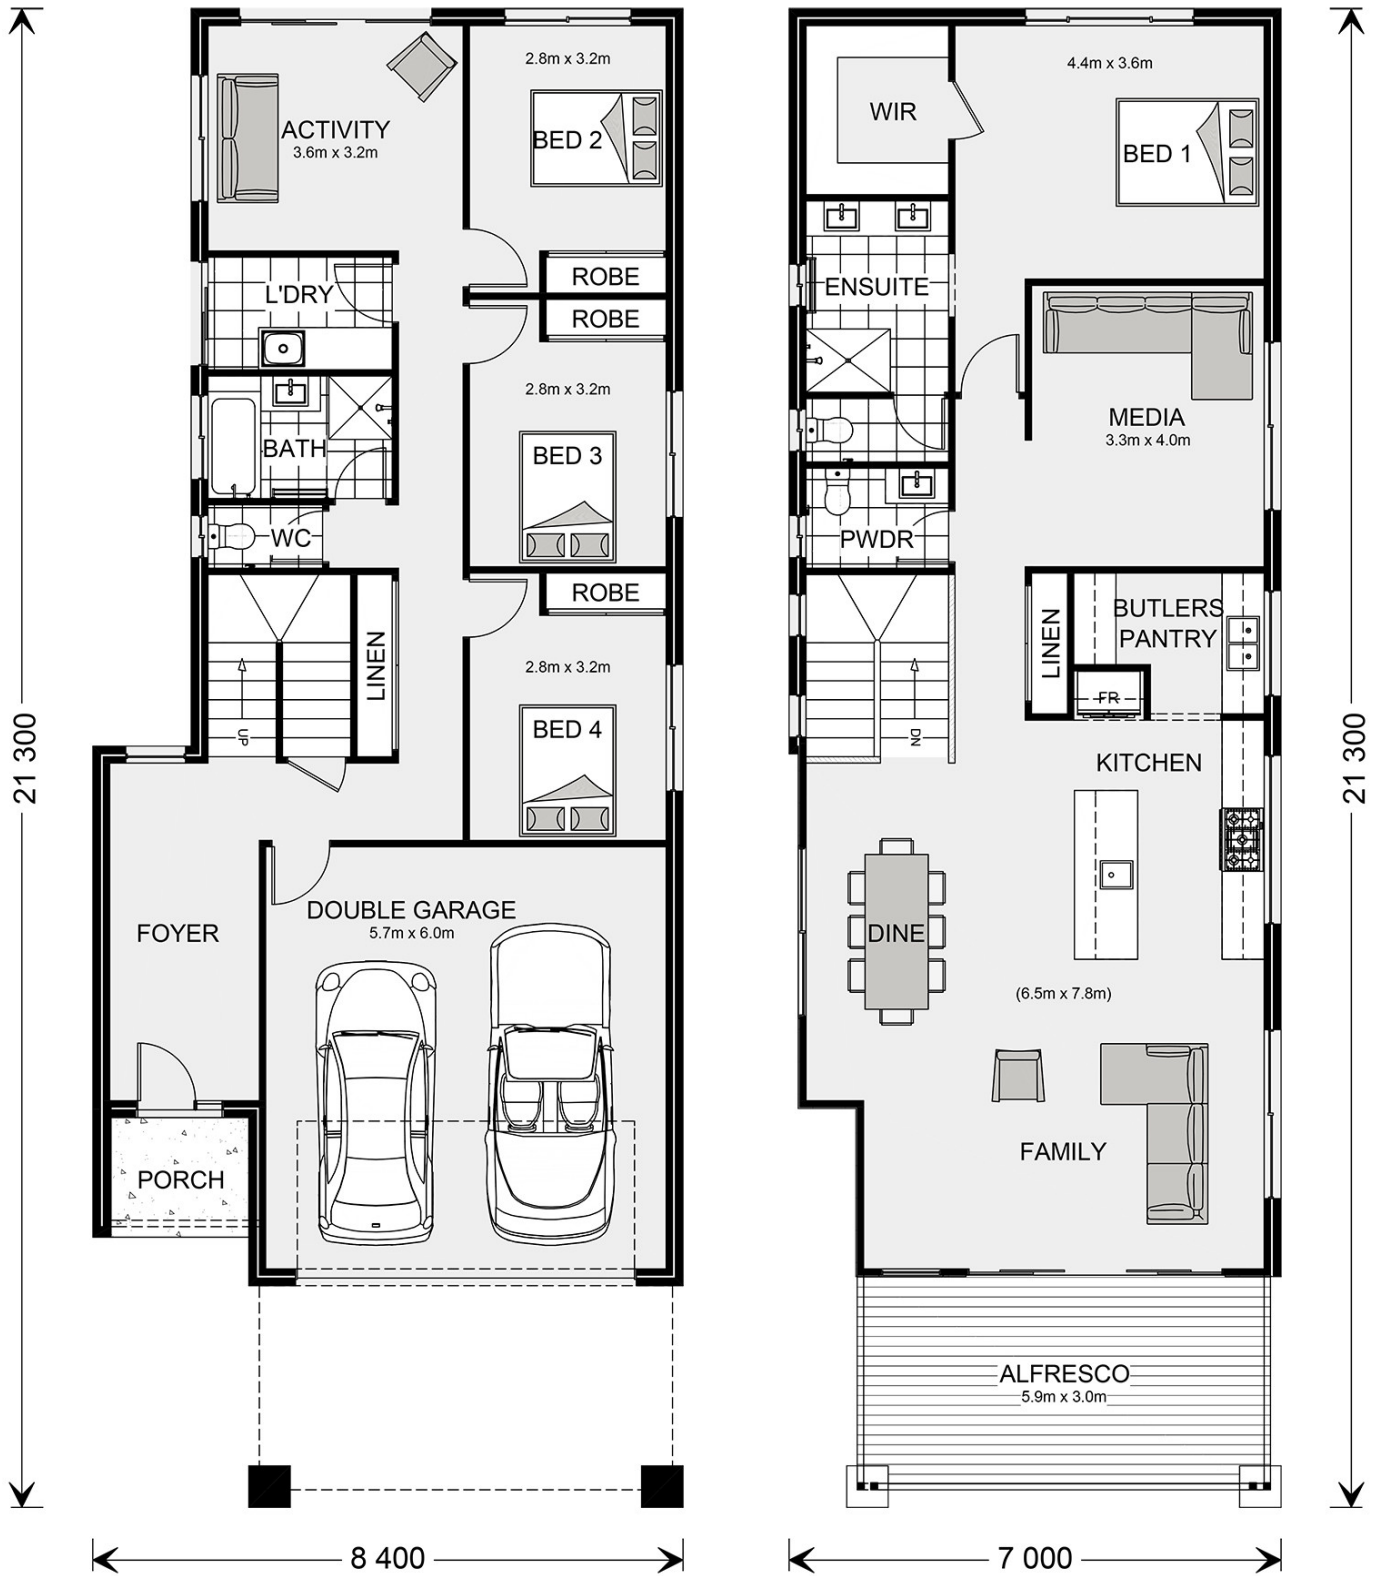 ACTIVITY
3.6m x 3.2m
2.8m x 3.2m
BED 2
ROBE
L'DRY
ROBE
2.8m x 3.2m
BED 3
BATH
WC
ROBE
LINEN
2.8m x 3.2m
BED 4
UP
FOYER
DOUBLE GARAGE
5.7m x 6.0m
PORCH
21 300
8 400
WIR
4.4m x 3.6m
BED 1
ENSUITE
MEDIA
3.3m x 4.0m
PWDR
LINEN
BUTLERS
PANTRY
FR
DN
KITCHEN
DINE
(6.5m x 7.8m)
FAMILY
ALFRESCO
5.9m x 3.0m
21 300
7 000